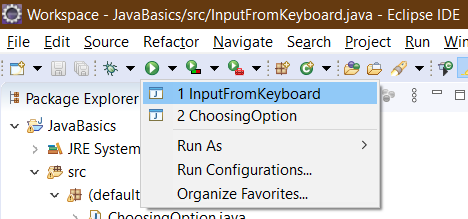 Workspace - JavaBasics/src/InputFromKeyboard.java - Eclipse IDE
File Edit Source Refactor Navigate Search Project Run Wi
Package Explorer
1 InputFromKeyboard
2 ChoosingOption
JavaBasics
JRE System
Run As
src
Run Configurations...
(default
Organize Favorites...
ChoosingOption.java